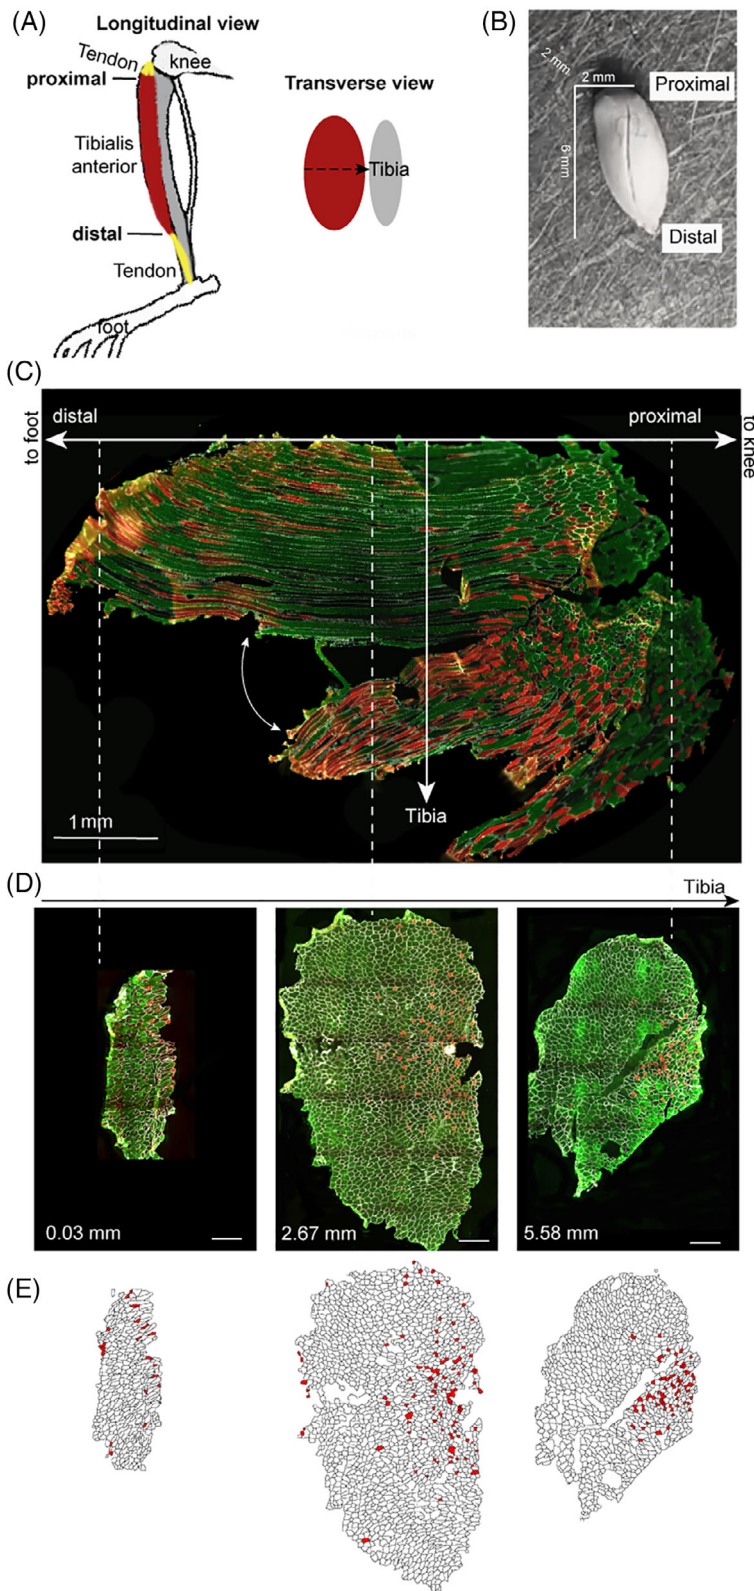 (A)
Longitudinal view
Tendon
knee
proximal
Tibialis
anterior
distal
Tendon
foot
Transverse view
Tibia
(B)
2 mm
2 mm
6 mm
Proximal
Distal
(C)
to foot
distal
proximal
to knee
Tibia
1 mm
(D)
Tibia
0.03 mm
2.67 mm
5.58 mm
(E)